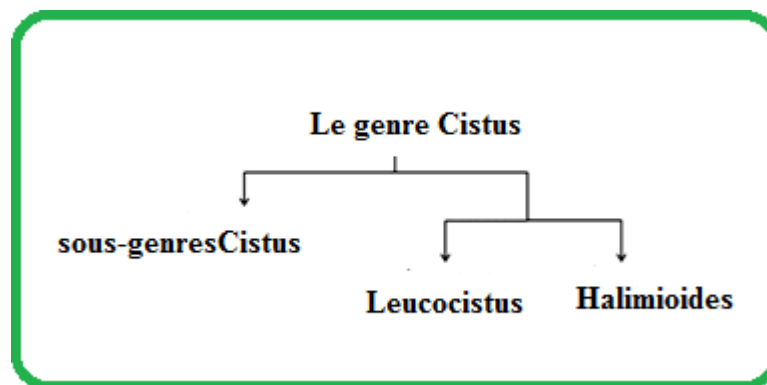 Le genre Cistus
sous-genresCistus
Leucocistus
Halimioides